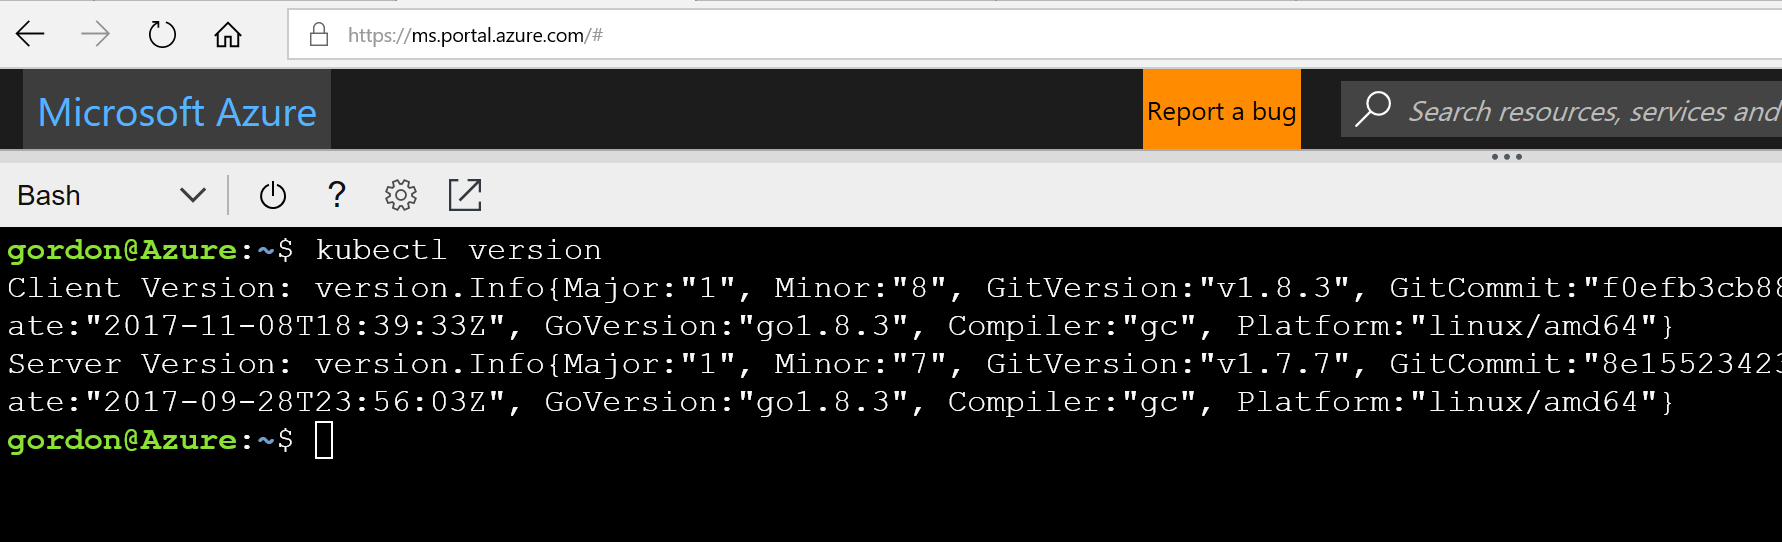 https://ms.portal.azure.com/#
Microsoft Azure
Report a bug
Search resources, services and
Bash
?
gordon@Azure:~$ kubectl version
Client Version: version.Info{Major:"1", Minor:"8", GitVersion:"v1.8.3", GitCommit:"f0efb3cb88
ate:"2017-11-08T18:39:33Z", GoVersion:"go1.8.3", Compiler:"gc", Platform:"linux/amd64"}
Server Version: version.Info{Major:"1", Minor:"7", GitVersion:"v1.7.7", GitCommit:"8e15523423
ate:"2017-09-28T23:56:03Z", GoVersion:"go1.8.3", Compiler:"gc", Platform:"linux/amd64"}
gordon@Azure:~$